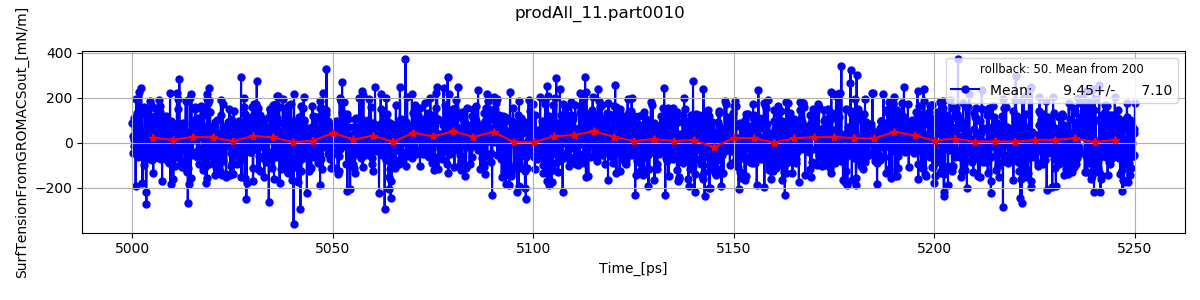 prodAll_11.part0010
SurfTensionFromGROMACSout_[mN/m]
400
200
0
−200
rollback: 50. Mean from 200
Mean: 9.45+/- 7.10
5000 5050 5100 5150 5200 5250
Time_[ps]